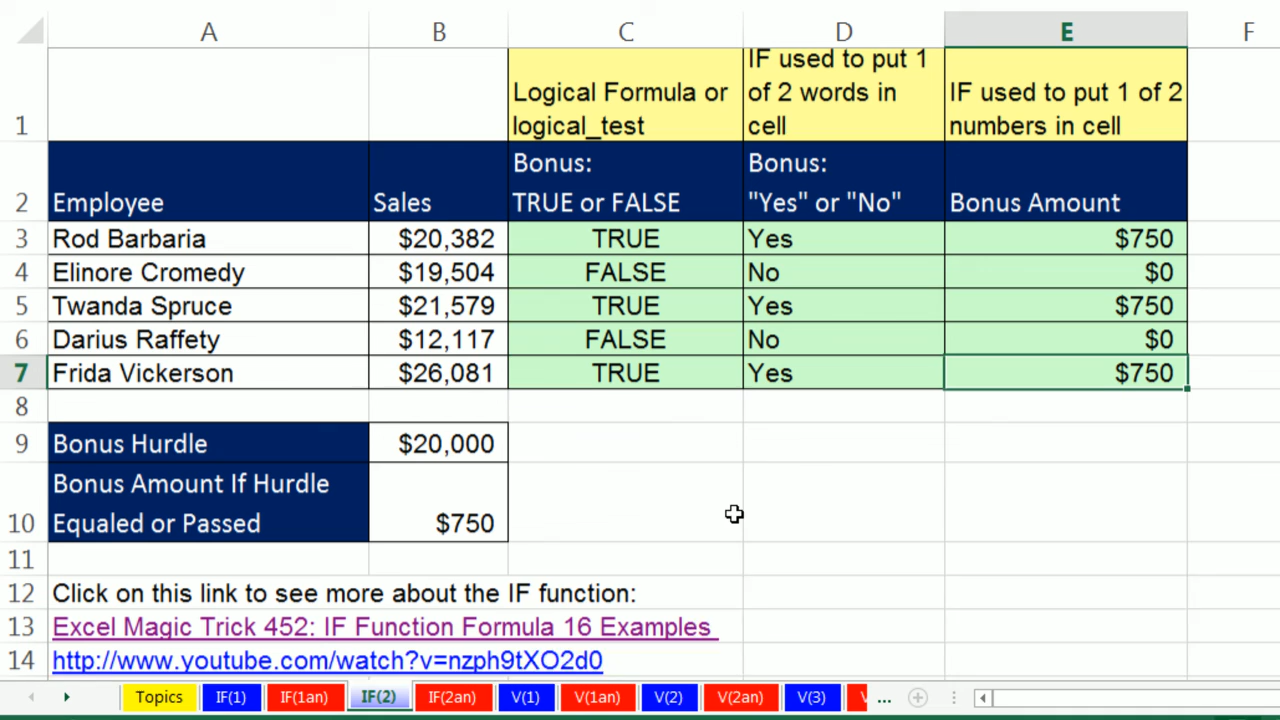 A B C D E F
1 Logical Formula or logical_test IF used to put 1 of 2 words in cell IF used to put 1 of 2 numbers in cell
2 Employee Sales Bonus: TRUE or FALSE Bonus: "Yes" or "No" Bonus Amount
3 Rod Barbaria $20,382 TRUE Yes $750
4 Elinore Cromedy $19,504 FALSE No $0
5 Twanda Spruce $21,579 TRUE Yes $750
6 Darius Raffety $12,117 FALSE No $0
7 Frida Vickerson $26,081 TRUE Yes $750
8
9 Bonus Hurdle $20,000
10 Bonus Amount If Hurdle Equaled or Passed $750
11
12 Click on this link to see more about the IF function:
13 Excel Magic Trick 452: IF Function Formula 16 Examples
14 http://www.youtube.com/watch?v=nzph9tXO2d0
Topics IF(1) IF(1an) IF(2) IF(2an) V(1) V(1an) V(2) V(2an) V(3) V ...